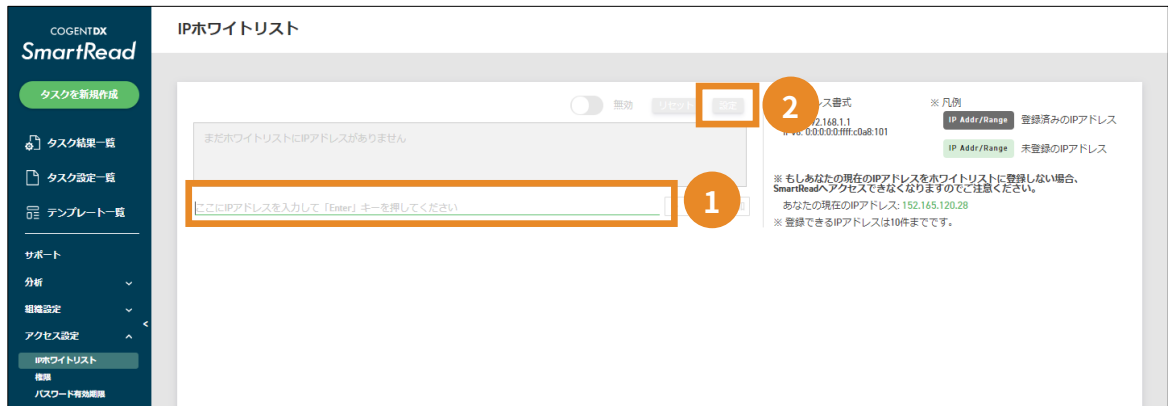 COGENTDX
SmartRead
タスクを新規作成
タスク結果一覧
タスク設定一覧
テンプレート一覧
サポート
分析
組織設定
アクセス設定
<
IPホワイトリスト
権限
パスワード有効期限
IPホワイトリスト
無効
リセット
設定
2
まだホワイトリストにIPアドレスがありません
ここにIPアドレスを入力して「Enter」キーを押してください
1
レス書式
92.168.1.1
0:0:0:0:0:ffff:c0a8:101
※ 凡例
IP Addr/Range 登録済みのIPアドレス
IP Addr/Range 未登録のIPアドレス
※ もしあなたの現在のIPアドレスをホワイトリストに登録しない場合、
SmartReadへアクセスできなくなりますのでご注意ください。
あなたの現在のIPアドレス: 152.165.120.28
※ 登録できるIPアドレスは10件までです。